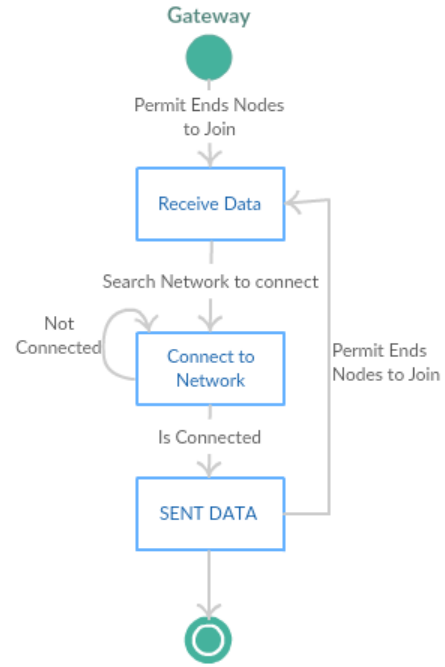 Gateway
Permit Ends Nodes
to Join
Receive Data
Search Network to connect
Not
Connected
Connect to
Network
Permit Ends
Nodes to Join
Is Connected
SENT DATA